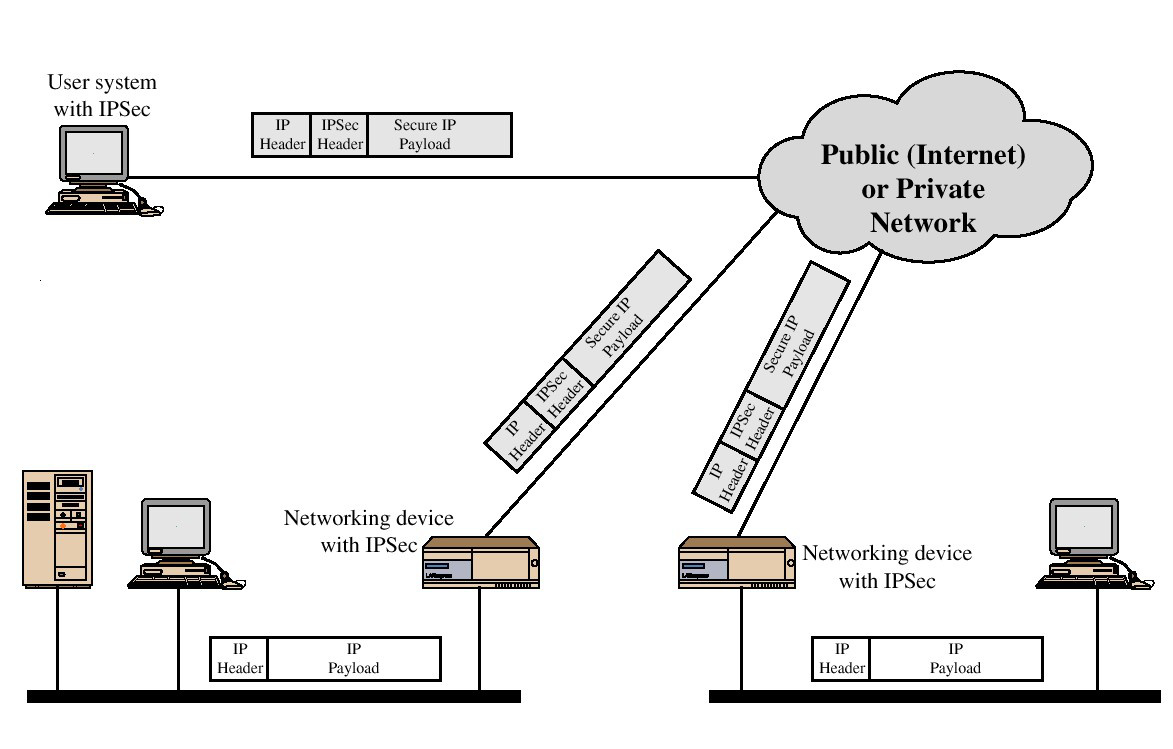 User system
with IPSec
IP
Header
IPSec
Header
Secure IP
Payload
Public (Internet)
or Private
Network
IP
Header
IPSec
Header
Secure IP
Payload
IP
Header
IPSec
Header
Secure IP
Payload
Networking device
with IPSec
Networking device
with IPSec
IP
Header
IP
Payload
IP
Header
IP
Payload